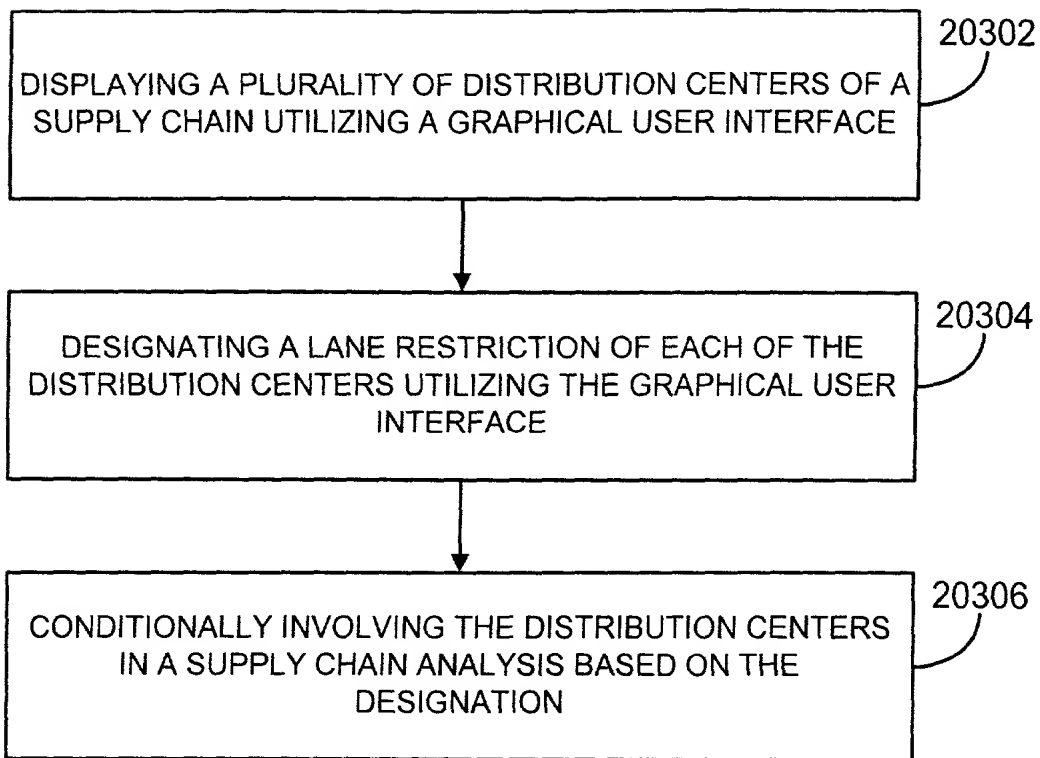 20302
DISPLAYING A PLURALITY OF DISTRIBUTION CENTERS OF A
SUPPLY CHAIN UTILIZING A GRAPHICAL USER INTERFACE
20304
DESIGNATING A LANE RESTRICTION OF EACH OF THE
DISTRIBUTION CENTERS UTILIZING THE GRAPHICAL USER
INTERFACE
20306
CONDITIONALLY INVOLVING THE DISTRIBUTION CENTERS
IN A SUPPLY CHAIN ANALYSIS BASED ON THE
DESIGNATION